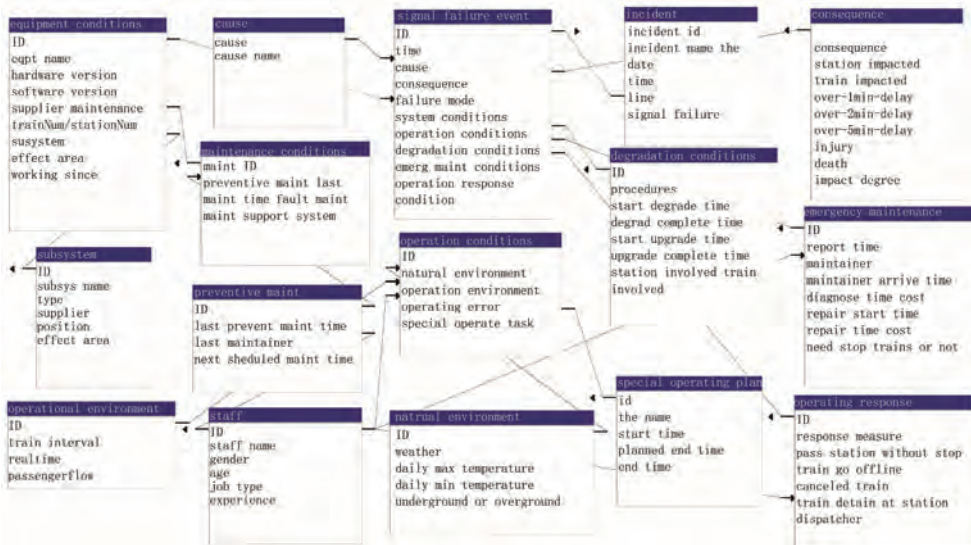 equipment conditions
ID
eqpt name
hardware version
software version
supplier maintenance
trainNum/stationNum
susystem
effect area
working since
cause
cause
cause name
signal failure event
ID
time
cause
consequence
failure mode
system conditions
operation conditions
degradation conditions
emerg maint conditions
operation response
condition
incident
incident id
incident name the
date
time
line
signal failure
consequence
consequence
station impacted
train impacted
over-1min-delay
over-2min-delay
over-5min-delay
injury
death
impact degree
maintenance conditions
maint ID
preventive maint last
maint time fault maint
maint support system
degradation conditions
ID
procedures
start degrade time
degrad complete time
start upgrade time
upgrade complete time
station involved train
involved
emergency maintenance
ID
report time
maintainer
maintainer arrive time
diagnose time cost
repair start time
repair time cost
need stop trains or not
subsystem
ID
subsys name
type
supplier
position
effect area
preventive maint
ID
last prevent maint time
last maintainer
next sheduled maint time
operation conditions
ID
natural environment
operation environment
operating error
special operate task
operational environment
ID
train interval
realtime
passengerflow
staff
ID
staff name
gender
age
job type
experience
natrual environment
ID
weather
daily max temperature
daily min temperature
underground or overground
special operating plan
id
the name
start time
planned end time
end time
operating response
ID
response measure
pass station without stop
train go offline
canceled train
train detain at station
dispatcher